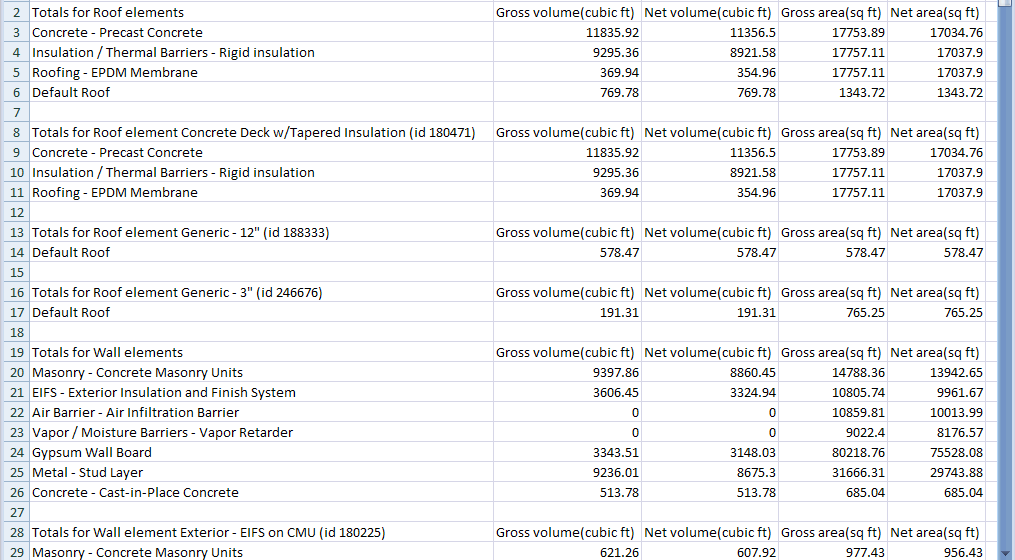 2 Totals for Roof elements Gross volume(cubic ft) Net volume(cubic ft) Gross area(sq ft) Net area(sq ft)
3 Concrete - Precast Concrete 11835.92 11356.5 17753.89 17034.76
4 Insulation / Thermal Barriers - Rigid insulation 9295.36 8921.58 17757.11 17037.9
5 Roofing - EPDM Membrane 369.94 354.96 17757.11 17037.9
6 Default Roof 769.78 769.78 1343.72 1343.72
7
8 Totals for Roof element Concrete Deck w/Tapered Insulation (id 180471) Gross volume(cubic ft) Net volume(cubic ft) Gross area(sq ft) Net area(sq ft)
9 Concrete - Precast Concrete 11835.92 11356.5 17753.89 17034.76
10 Insulation / Thermal Barriers - Rigid insulation 9295.36 8921.58 17757.11 17037.9
11 Roofing - EPDM Membrane 369.94 354.96 17757.11 17037.9
12
13 Totals for Roof element Generic - 12" (id 188333) Gross volume(cubic ft) Net volume(cubic ft) Gross area(sq ft) Net area(sq ft)
14 Default Roof 578.47 578.47 578.47 578.47
15
16 Totals for Roof element Generic - 3" (id 246676) Gross volume(cubic ft) Net volume(cubic ft) Gross area(sq ft) Net area(sq ft)
17 Default Roof 191.31 191.31 765.25 765.25
18
19 Totals for Wall elements Gross volume(cubic ft) Net volume(cubic ft) Gross area(sq ft) Net area(sq ft)
20 Masonry - Concrete Masonry Units 9397.86 8860.45 14788.36 13942.65
21 EIFS - Exterior Insulation and Finish System 3606.45 3324.94 10805.74 9961.67
22 Air Barrier - Air Infiltration Barrier 0 0 10859.81 10013.99
23 Vapor / Moisture Barriers - Vapor Retarder 0 0 9022.4 8176.57
24 Gypsum Wall Board 3343.51 3148.03 80218.76 75528.08
25 Metal - Stud Layer 9236.01 8675.3 31666.31 29743.88
26 Concrete - Cast-in-Place Concrete 513.78 513.78 685.04 685.04
27
28 Totals for Wall element Exterior - EIFS on CMU (id 180225) Gross volume(cubic ft) Net volume(cubic ft) Gross area(sq ft) Net area(sq ft)
29 Masonry - Concrete Masonry Units 621.26 607.92 977.43 956.43